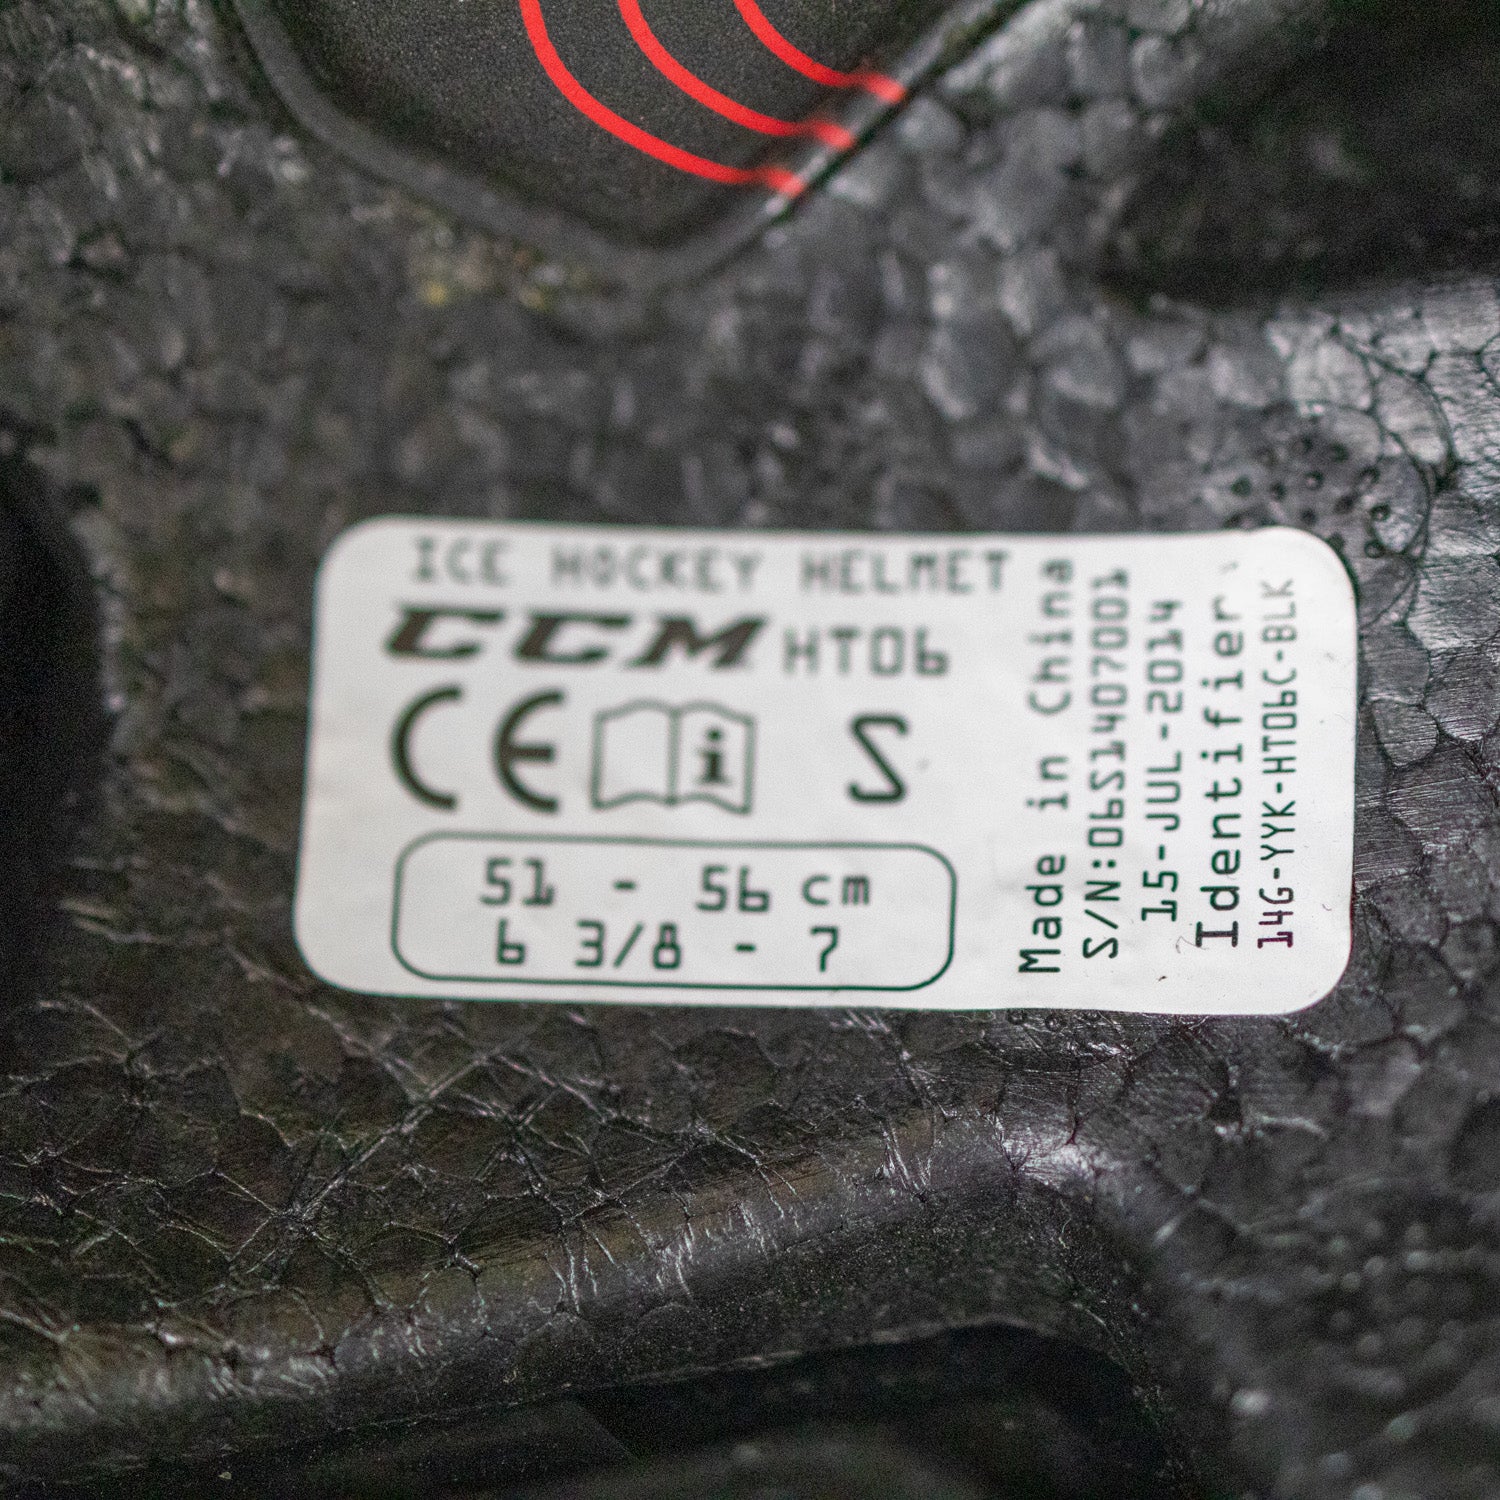 ICE HOCKEY HELMET
CCM HT06
CE i S
51 - 56 cm
6 3/8 - 7
Made in China
S/N:06S1407001
15-JUL-2014
Identifier
14G-YYK-HT06C-BLK